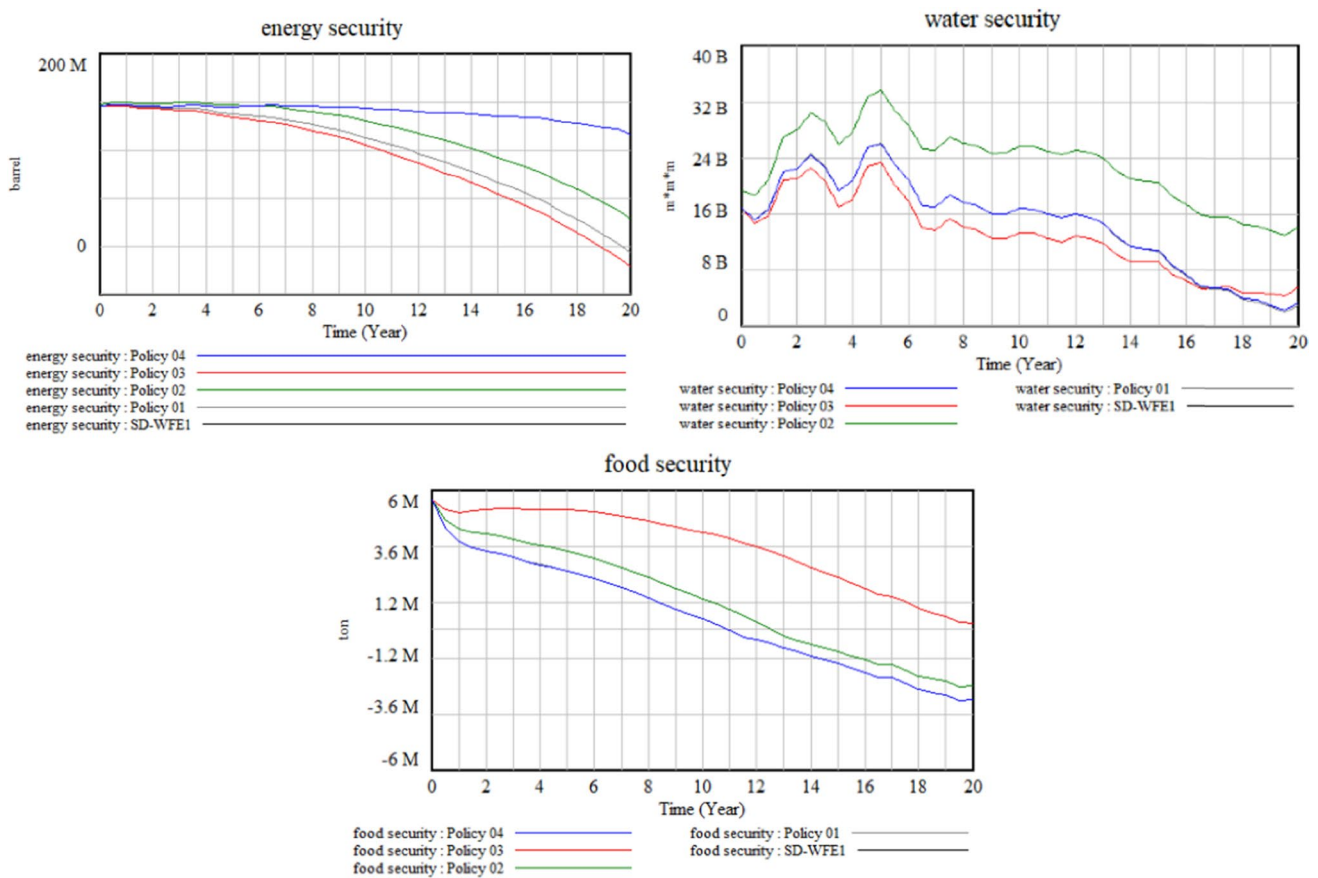 energy security
200 M
0
barrel
0 2 4 6 8 10 12 14 16 18 20
Time (Year)
energy security : Policy 04
energy security : Policy 03
energy security : Policy 02
energy security : Policy 01
energy security : SD-WFE1
water security
40 B
32 B
24 B
16 B
8 B
0
m*m*m
0 2 4 6 8 10 12 14 16 18 20
Time (Year)
water security : Policy 04 water security : Policy 01
water security : Policy 03 water security : SD-WFE1
water security : Policy 02
food security
6 M
3.6 M
1.2 M
-1.2 M
-3.6 M
-6 M
ton
0 2 4 6 8 10 12 14 16 18 20
Time (Year)
food security : Policy 04 food security : Policy 01
food security : Policy 03 food security : SD-WFE1
food security : Policy 02